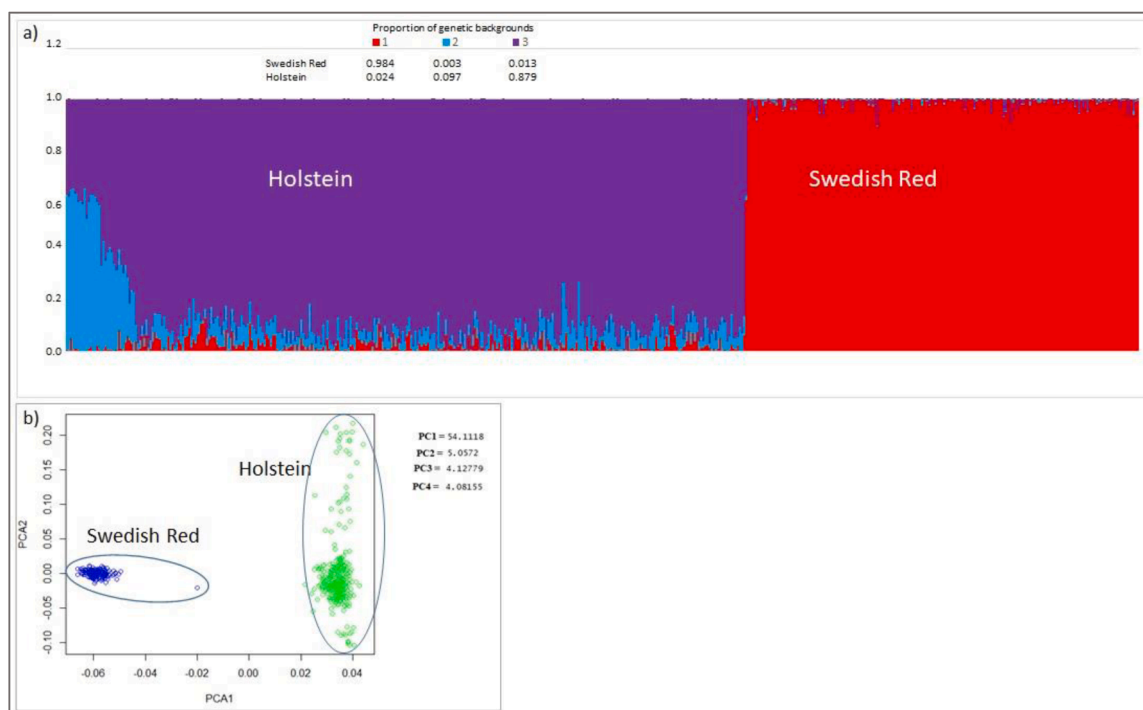 a)
Proportion of genetic backgrounds
1 2 3
Swedish Red 0.984 0.003 0.013
Holstein 0.024 0.097 0.879
1.2
1.0
0.8
0.6
0.4
0.2
0.0
Holstein
Swedish Red
b)
PC1 = 54.1118
PC2 = 5.0572
PC3 = 4.12779
PC4 = 4.08155
Holstein
Swedish Red
PCA2
0.20
0.15
0.10
0.05
0.00
-0.05
-0.10
-0.06 -0.04 -0.02 0.00 0.02 0.04
PCA1